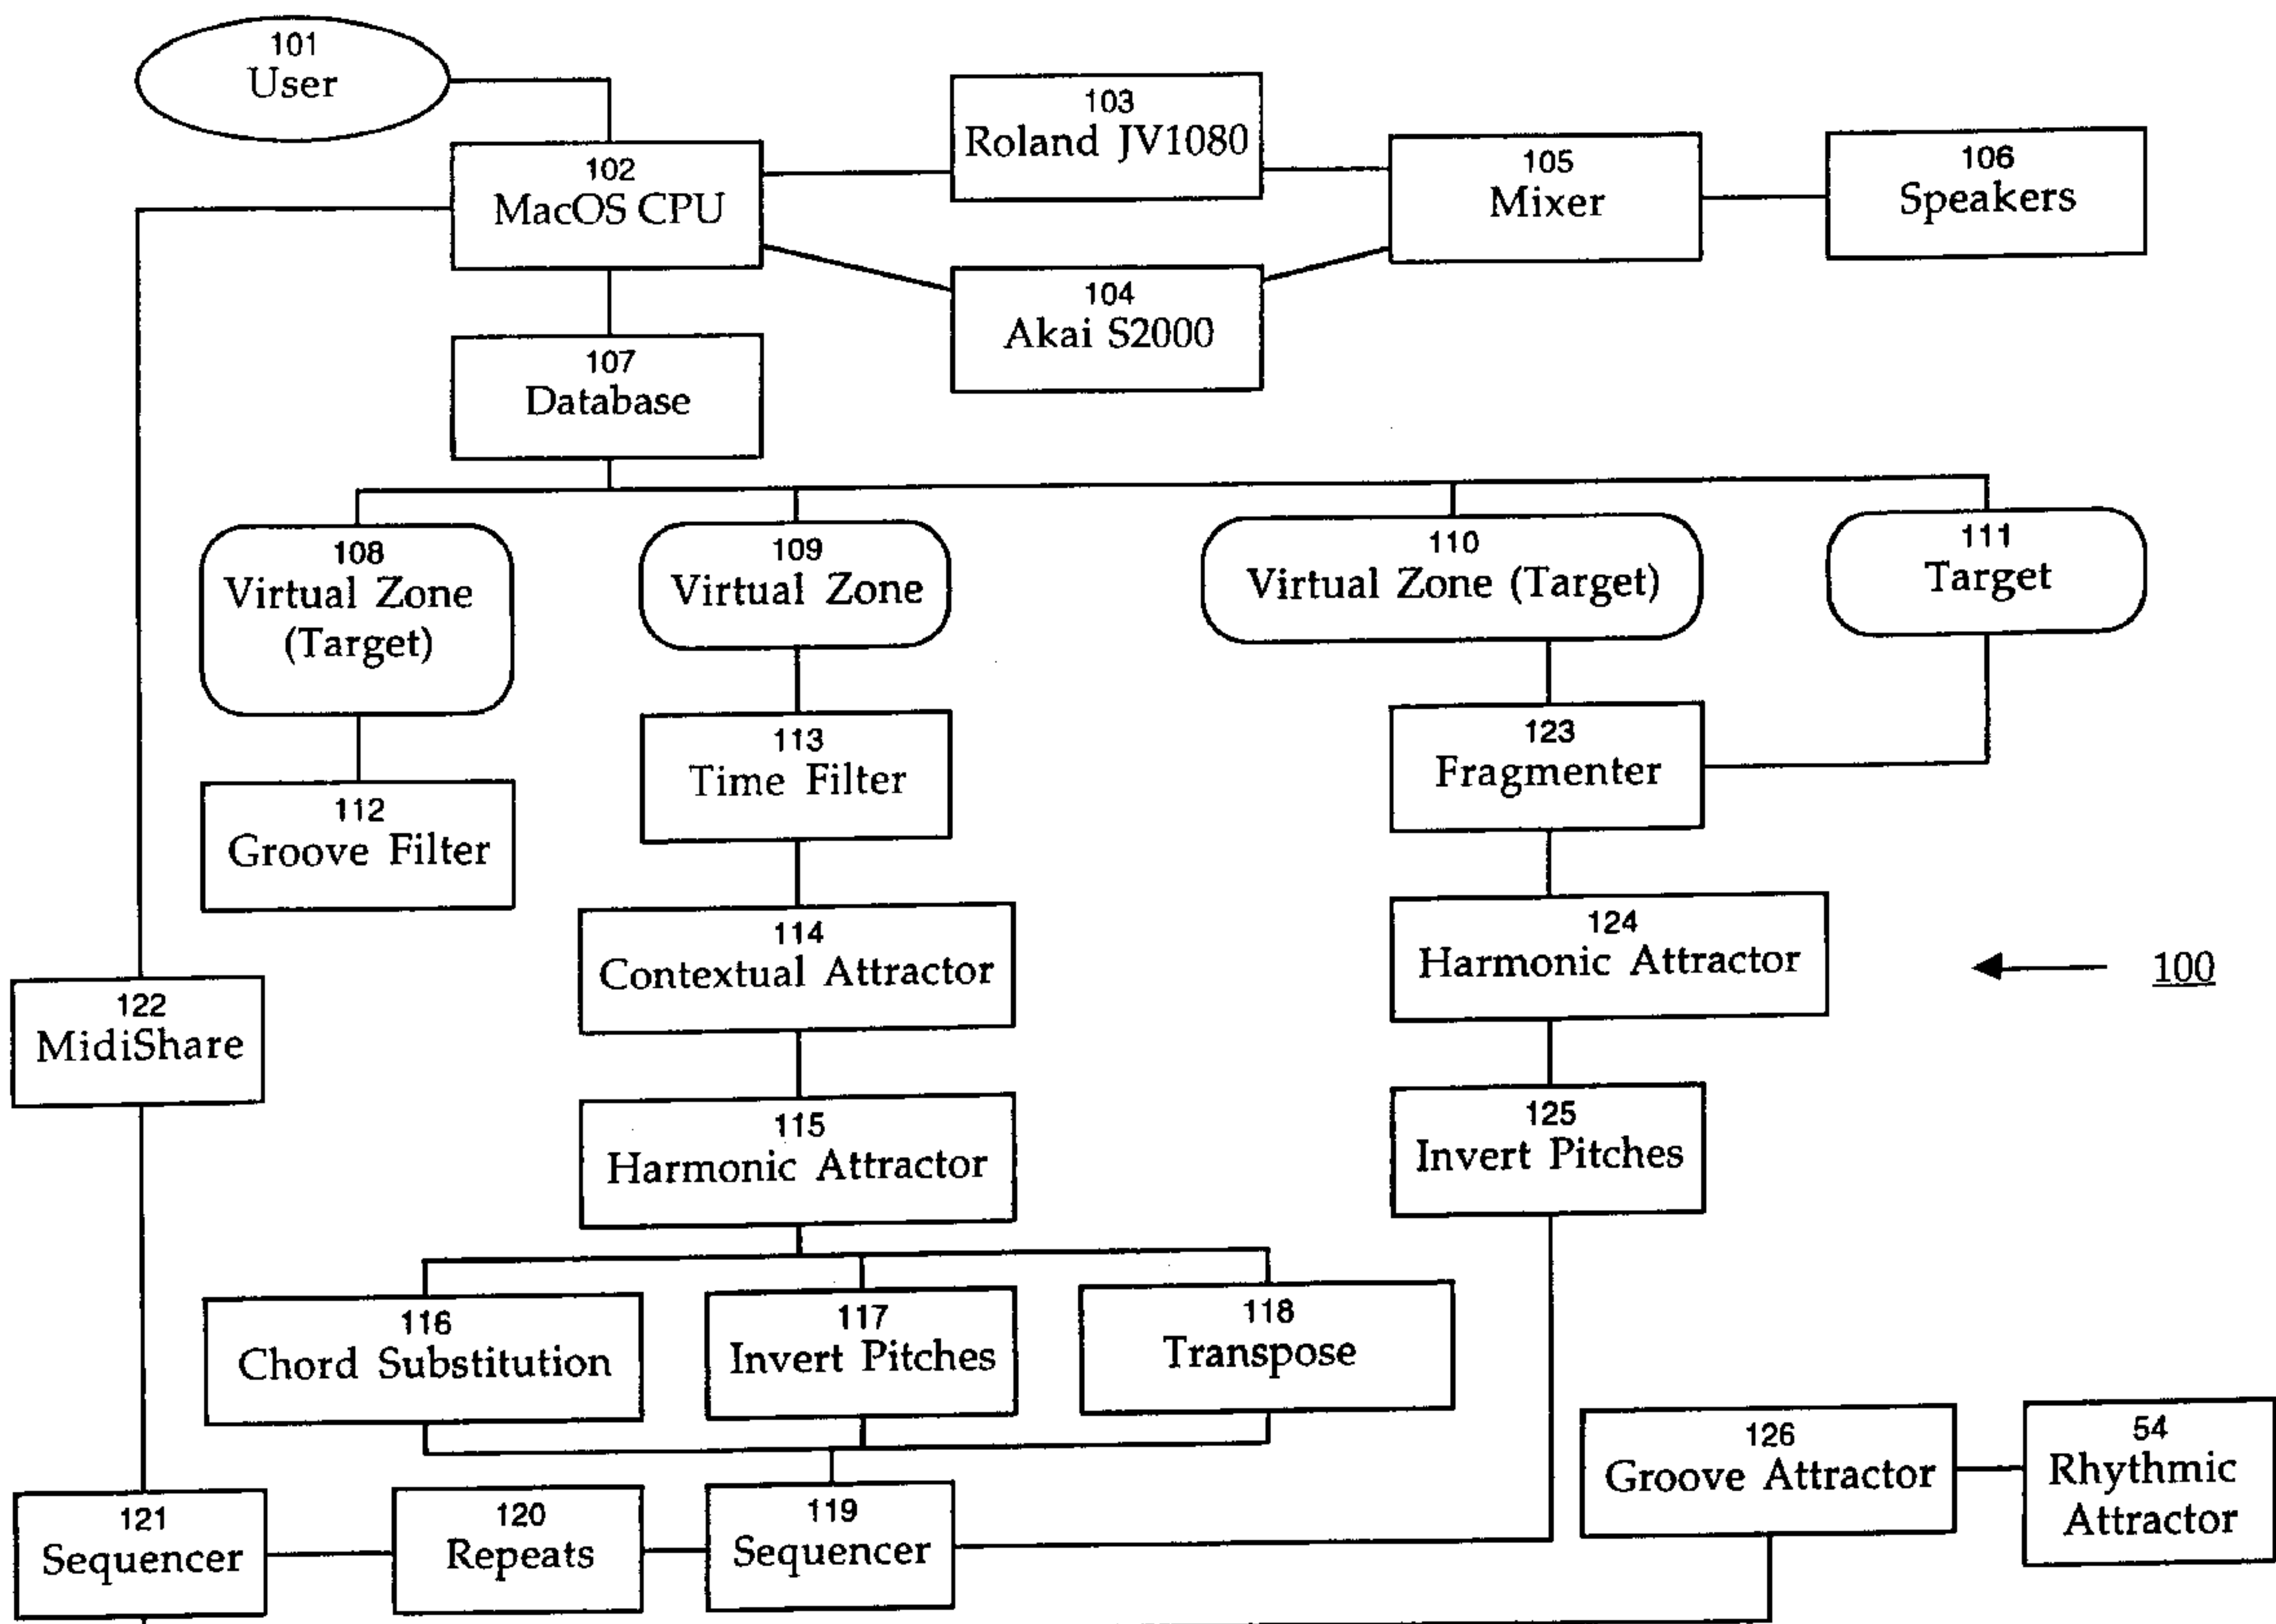 101
User
103
Roland JV1080
102
MacOS CPU
105
Mixer
106
Speakers
104
Akai S2000
107
Database
108
Virtual Zone
(Target)
109
Virtual Zone
110
Virtual Zone (Target)
111
Target
113
Time Filter
123
Fragmenter
112
Groove Filter
114
Contextual Attractor
124
Harmonic Attractor
100
122
MidiShare
115
Harmonic Attractor
125
Invert Pitches
116
Chord Substitution
117
Invert Pitches
118
Transpose
126
Groove Attractor
54
Rhythmic
Attractor
121
Sequencer
120
Repeats
119
Sequencer